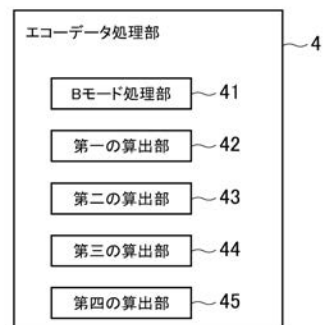 エコーデータ処理部
4
Bモード処理部 41
第一の算出部 42
第二の算出部 43
第三の算出部 44
第四の算出部 45